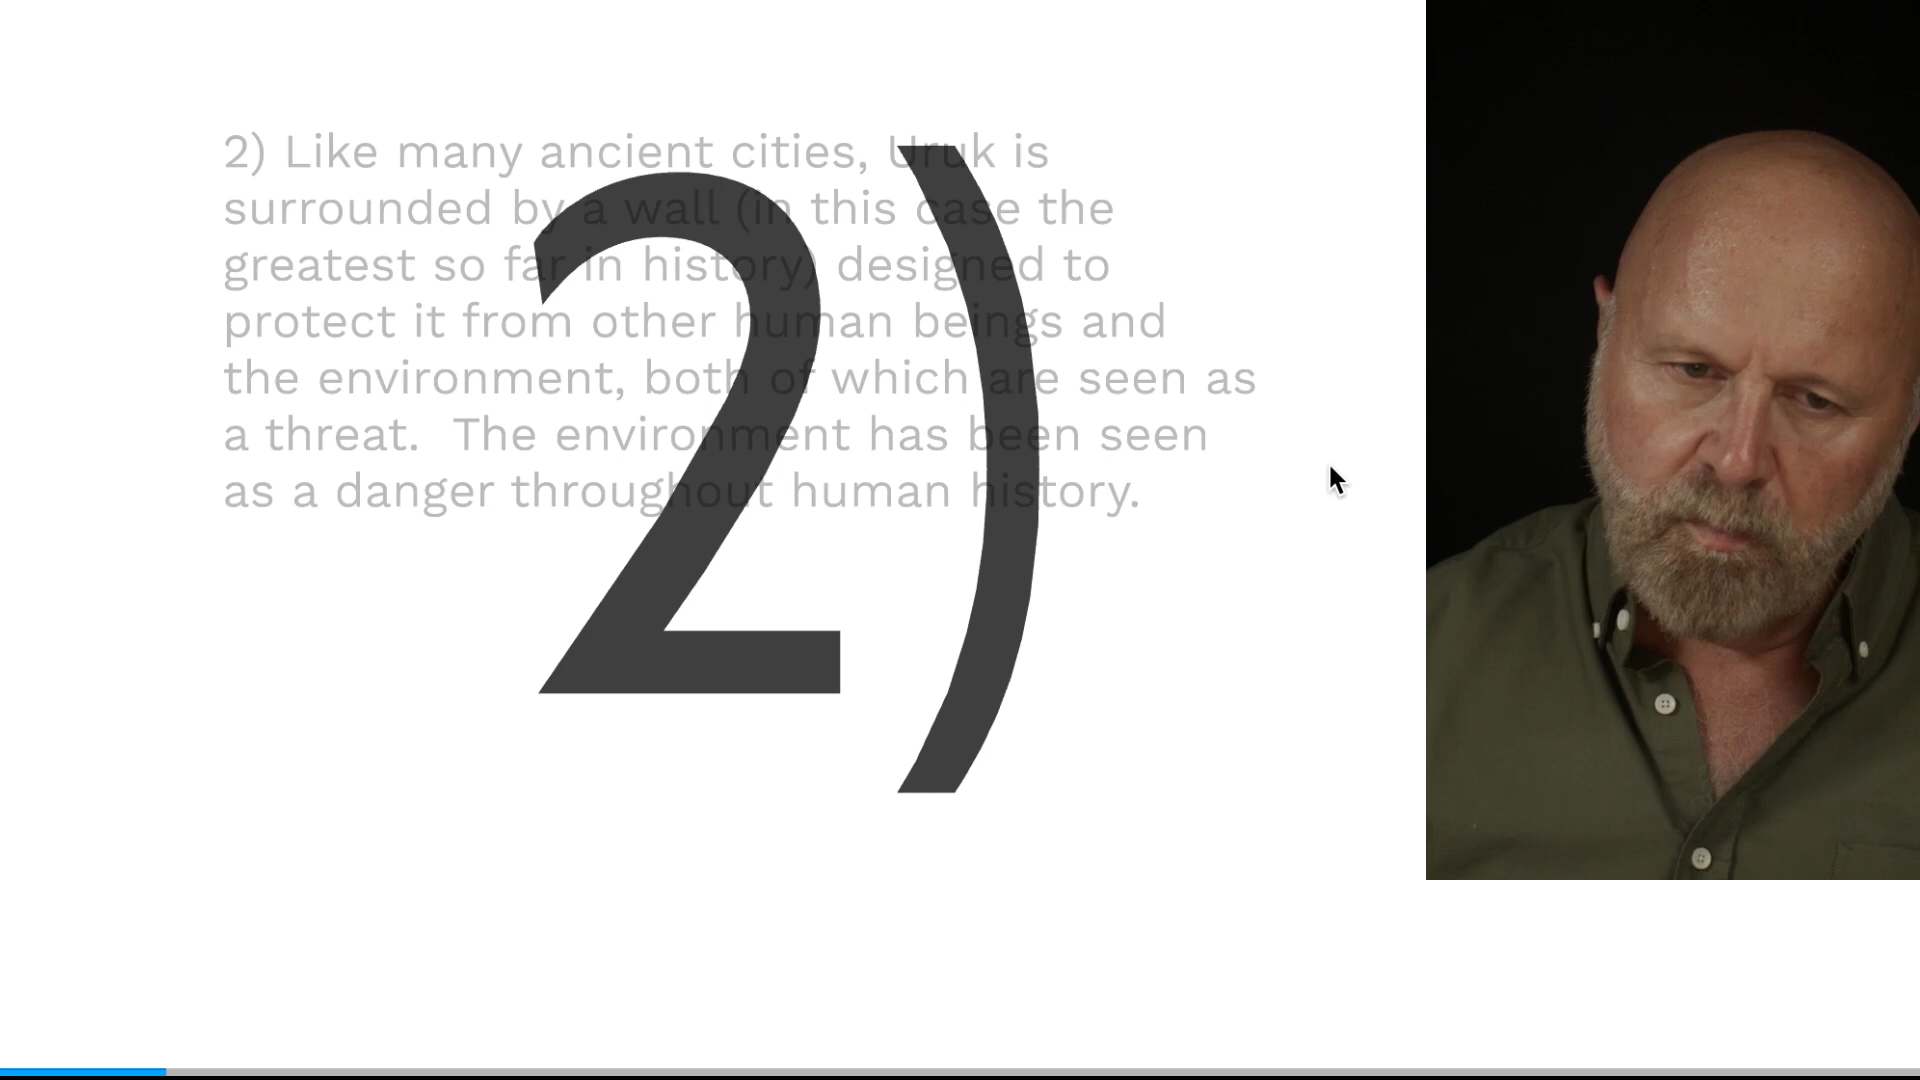 2) Like many ancient cities, Uruk is
surrounded by a wall (in this case the
greatest so far in history) designed to
protect it from other human beings and
the environment, both of which are seen as
a threat.  The environment has been seen
as a danger throughout human history.
2)